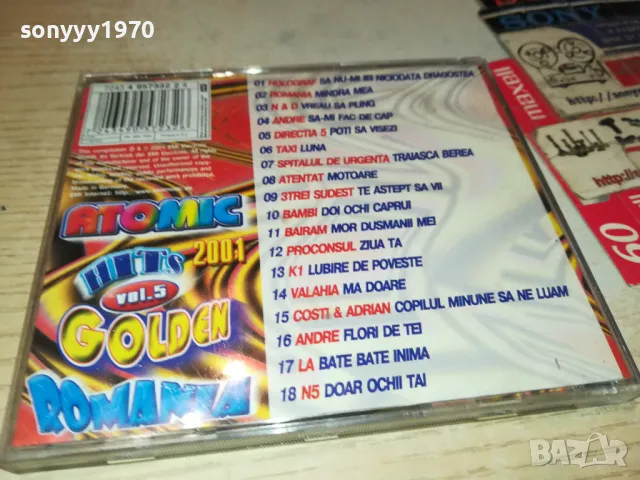 sonyyy1970
01 HOLOGRAF SA NU-MI IEI NICIODATA DRAGOSTEA
02 ROMANIA MINDRA MEA
03 N & D VREAU SA PLING
04 ANDRE SA-MI FAC DE CAP
05 DIRECTIA 5 POTI SA VISEZI
06 TAXI LUNA
07 SPITALUL DE URGENTA TRAIASCA BEREA
08 ATENTAT MOTOARE
09 3TREI SUDEST TE ASTEPT SA VII
10 BAMBI DOI OCHI CAPRUI
11 BAIRAM MOR DUSMANII MEI
12 PROCONSUL ZIUA TA
13 K1 LUBIRE DE POVESTE
14 VALAHIA MA DOARE
15 COSTI & ADRIAN COPILUL MINUNE SA NE LUAM
16 ANDRE FLORI DE TEI
17 LA BATE BATE INIMA
18 N5 DOAR OCHII TAI
ATOMIC
HITS 2001
vol.5
GOLDEN
ROMANIA
SONY
maxell
60
BAZAR